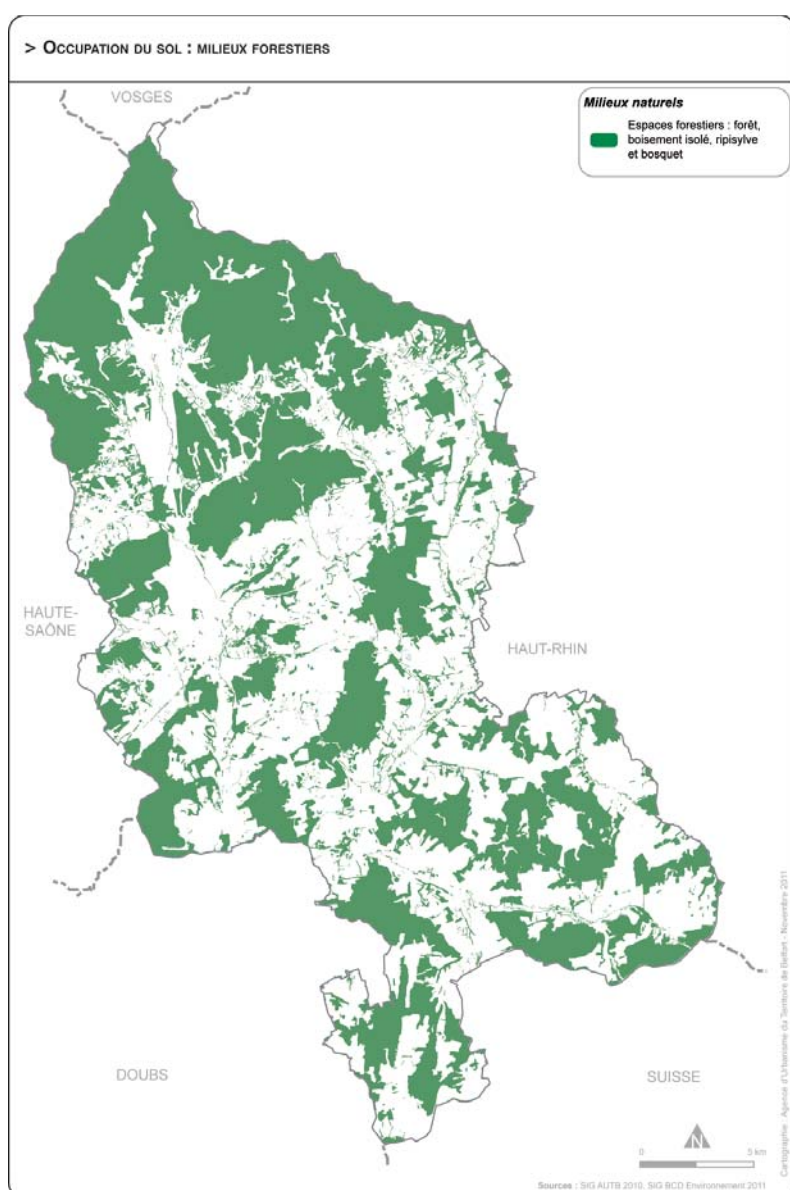 > Occupation du sol : milieux forestiers
VOSGES
Milieux naturels
Espaces forestiers : forêt,
boisement isolé, ripisylve
et bosquet
HAUTE-
SAÔNE
HAUT-RHIN
DOUBS
SUISSE
N
0 5 km
Cartographie : Agence d'Urbanisme du Territoire de Belfort - Novembre 2011
Sources : SIG AUTB 2010, SIG BCD Environnement 2011